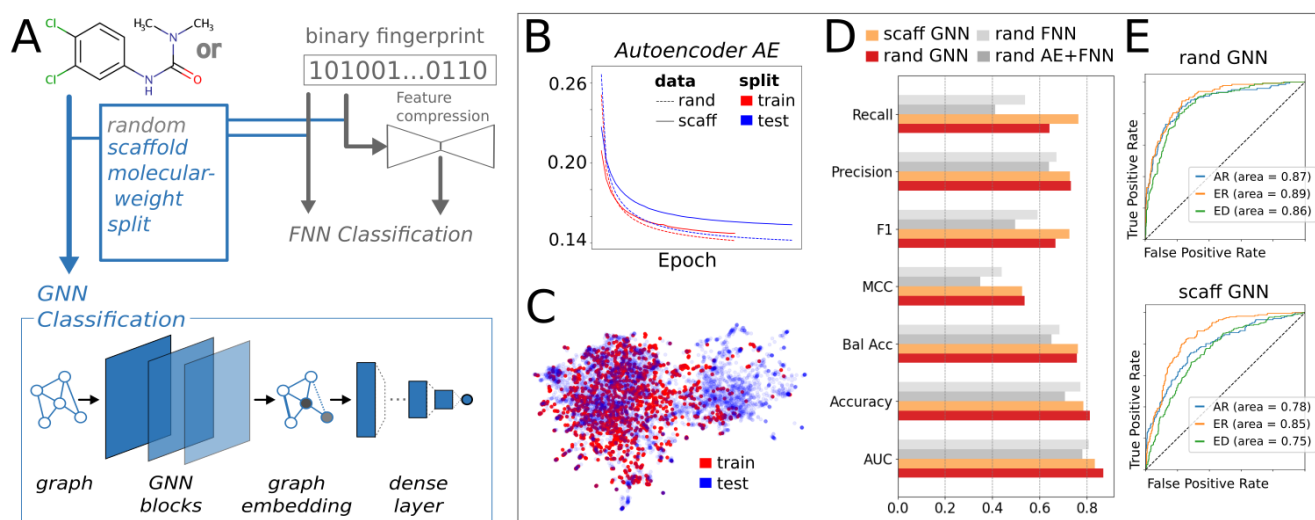 A
Cl
Cl
H₃C
CH₃
N
N
H
O
or
binary fingerprint
101001...0110
Feature
compression
random
scaffold
molecular-
weight
split
FNN Classification
GNN
Classification
graph
GNN
blocks
graph
embedding
dense
layer
B
Autoencoder AE
0.26
0.20
0.14
data
rand
scaff
split
train
test
Epoch
C
train
test
D
scaff GNN
rand GNN
rand FNN
rand AE+FNN
Recall
Precision
F1
MCC
Bal Acc
Accuracy
AUC
0.0 0.2 0.4 0.6 0.8
E
rand GNN
True Positive Rate
AR (area = 0.87)
ER (area = 0.89)
ED (area = 0.86)
False Positive Rate
scaff GNN
True Positive Rate
AR (area = 0.78)
ER (area = 0.85)
ED (area = 0.75)
False Positive Rate